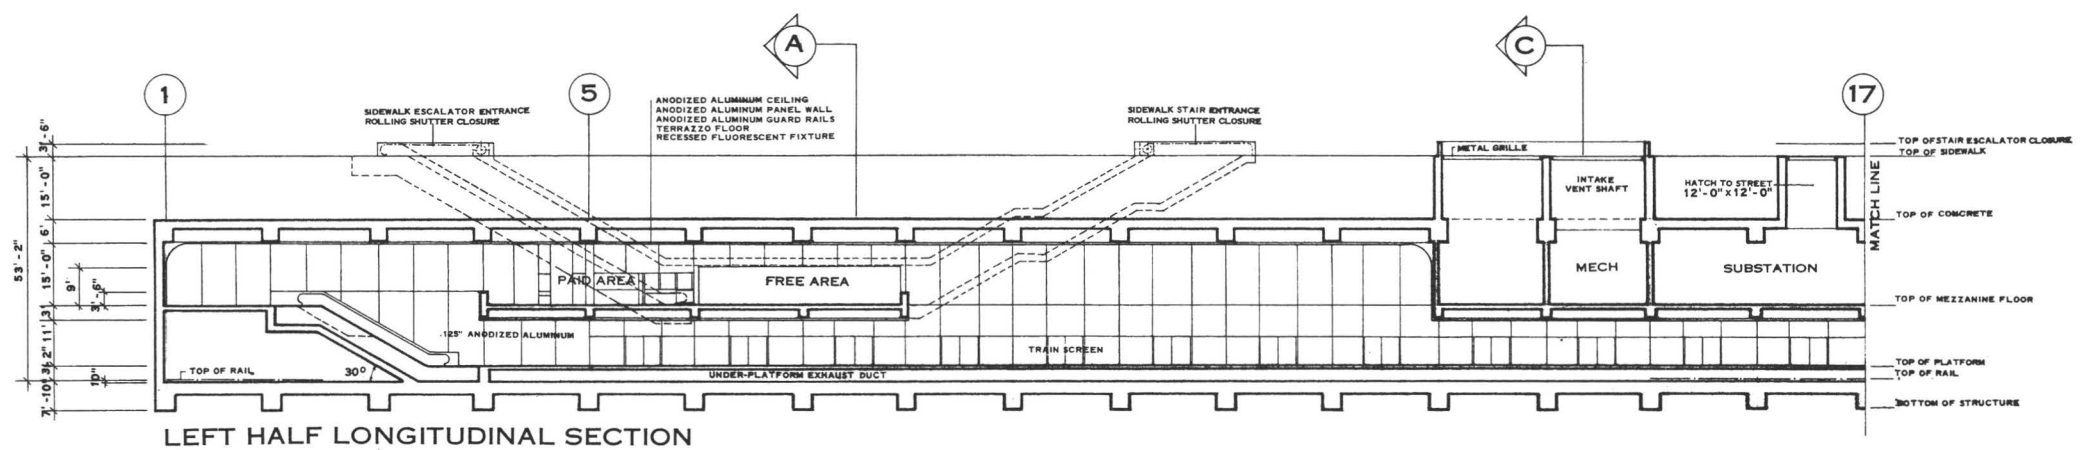 A
C
1
5
17
SIDEWALK ESCALATOR ENTRANCE
ROLLING SHUTTER CLOSURE
ANODIZED ALUMINUM CEILING
ANODIZED ALUMINUM PANEL WALL
ANODIZED ALUMINUM GUARD RAILS
TERRAZZO FLOOR
RECESSED FLUORESCENT FIXTURE
SIDEWALK STAIR ENTRANCE
ROLLING SHUTTER CLOSURE
METAL GRILLE
INTAKE
VENT SHAFT
HATCH TO STREET
12'-0" x 12'-0"
MATCH LINE
TOP OF STAIR ESCALATOR CLOSURE
TOP OF SIDEWALK
TOP OF CONCRETE
TOP OF MEZZANINE FLOOR
TOP OF PLATFORM
TOP OF RAIL
BOTTOM OF STRUCTURE
3'-6"
15'-0"
6'
15'-0"
53'-2"
9'
3'-6"
3'
11'
10"
7'-10"
PAID AREA
FREE AREA
MECH
SUBSTATION
.125" ANODIZED ALUMINUM
TRAIN SCREEN
TOP OF RAIL
30°
UNDER-PLATFORM EXHAUST DUCT
LEFT HALF LONGITUDINAL SECTION